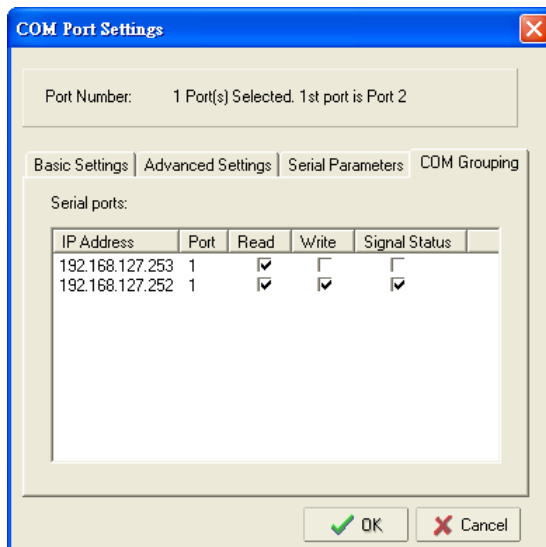 COM Port Settings
Port Number: 1 Port(s) Selected. 1st port is Port 2
Basic Settings Advanced Settings Serial Parameters COM Grouping
Serial ports:
IP Address Port Read Write Signal Status
192.168.127.253 1
192.168.127.252 1
OK Cancel